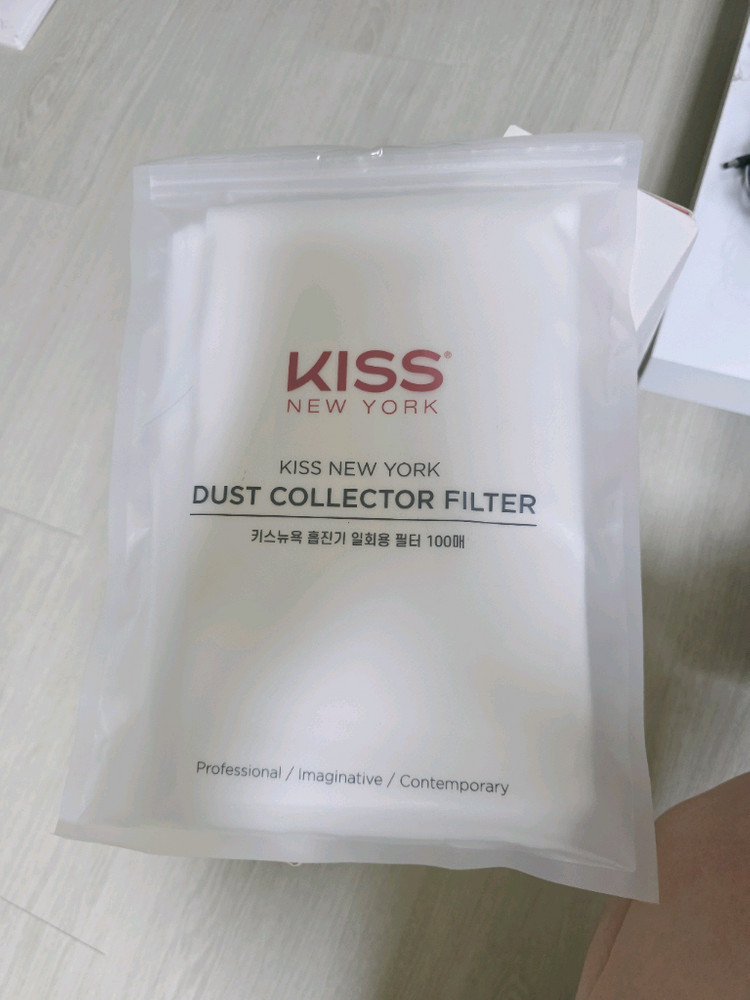 KISS
NEW YORK
KISS NEW YORK
DUST COLLECTOR FILTER
키스뉴욕 흡진기 일회용 필터 100매
Professional / Imaginative / Contemporary